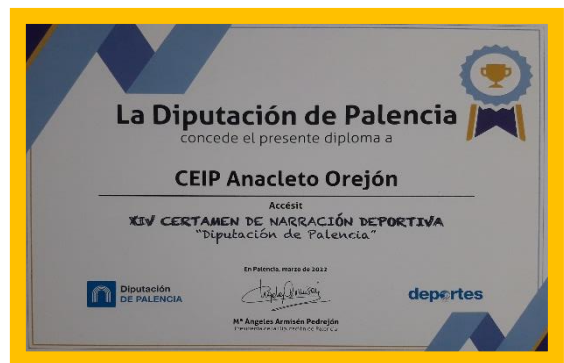 La Diputación de Palencia
concede el presente diploma a
CEIP Anacleto Orejón
Accésit
XIV CERTAMEN DE NARRACIÓN DEPORTIVA
"Diputación de Palencia"
En Palencia, marzo de 2022
Diputación
DE PALENCIA
deportes
Mª Ángeles Armisén Pedrejón